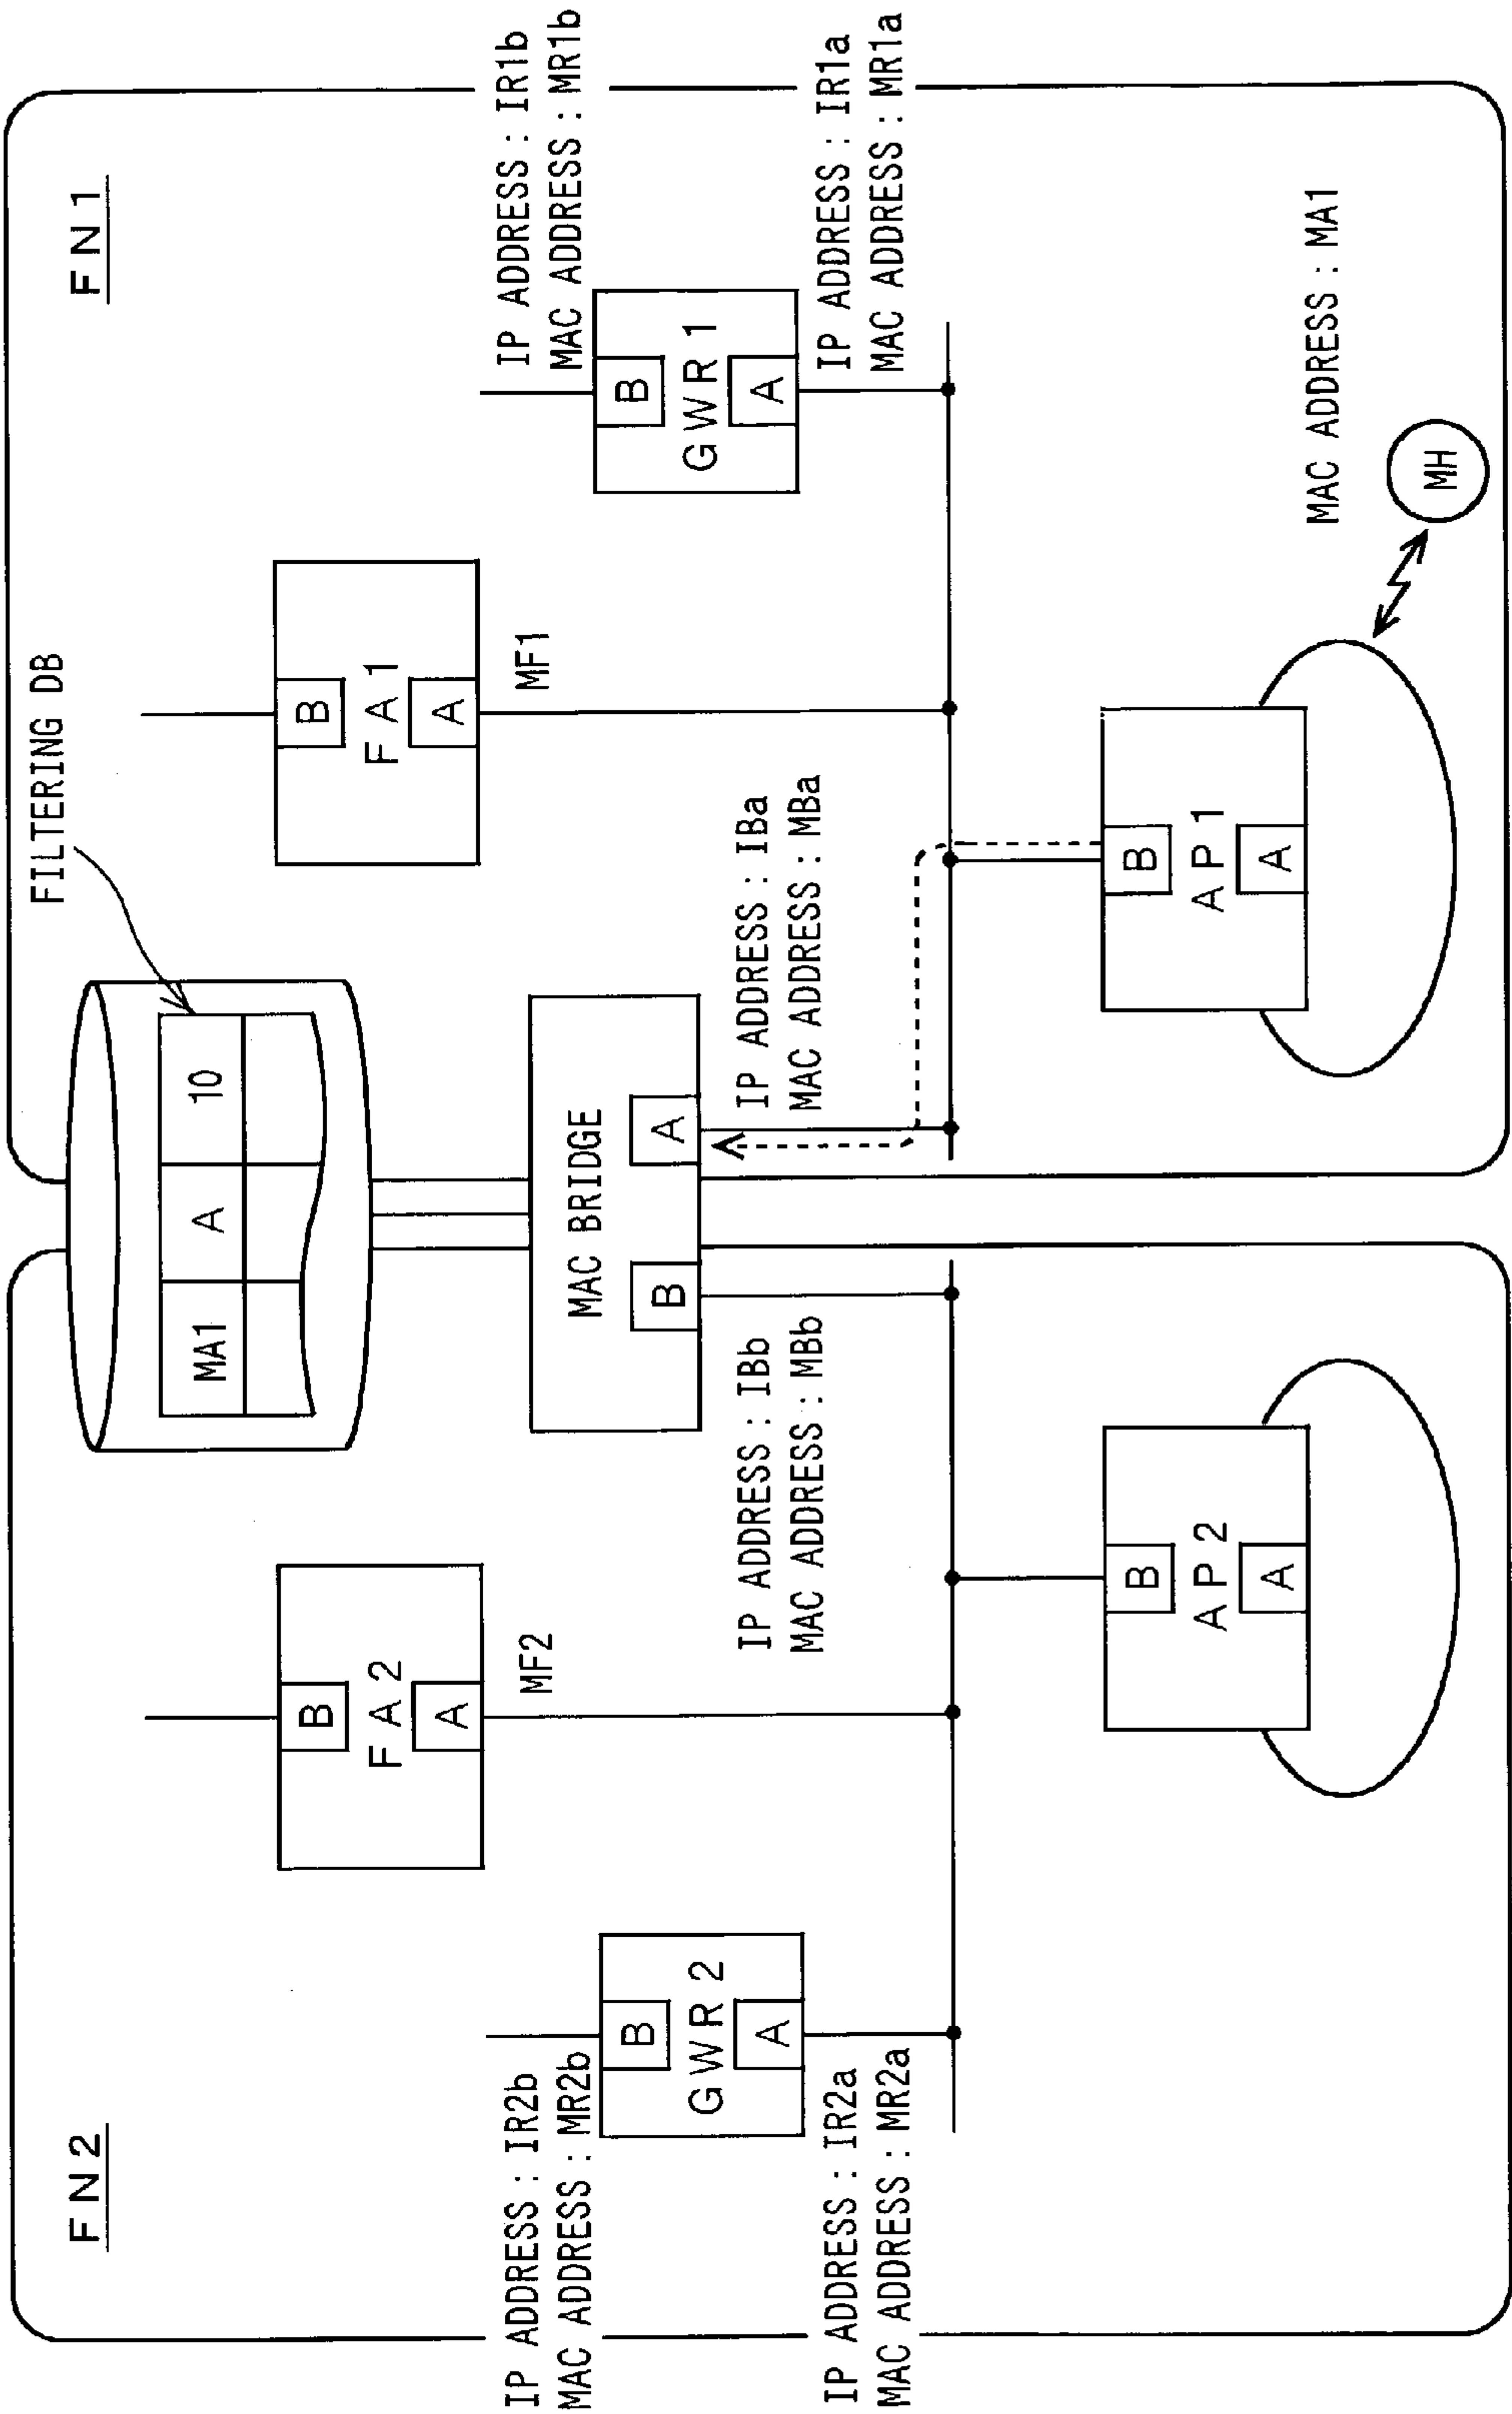 FN2
FN1
FILTERING DB
MA1 A 10
B
FA2
A
MF2
B
FA1
A
MF1
IP ADDRESS : IR2b
MAC ADDRESS : MR2b
B
GWR2
A
IP ADDRESS : IR2a
MAC ADDRESS : MR2a
MAC BRIDGE
B
A
IP ADDRESS : IBb
MAC ADDRESS : MBb
IP ADDRESS : IBa
MAC ADDRESS : MBa
IP ADDRESS : IR1b
MAC ADDRESS : MR1b
B
GWR1
A
IP ADDRESS : IR1a
MAC ADDRESS : MR1a
B
AP2
A
B
AP1
A
MAC ADDRESS : MA1
MH